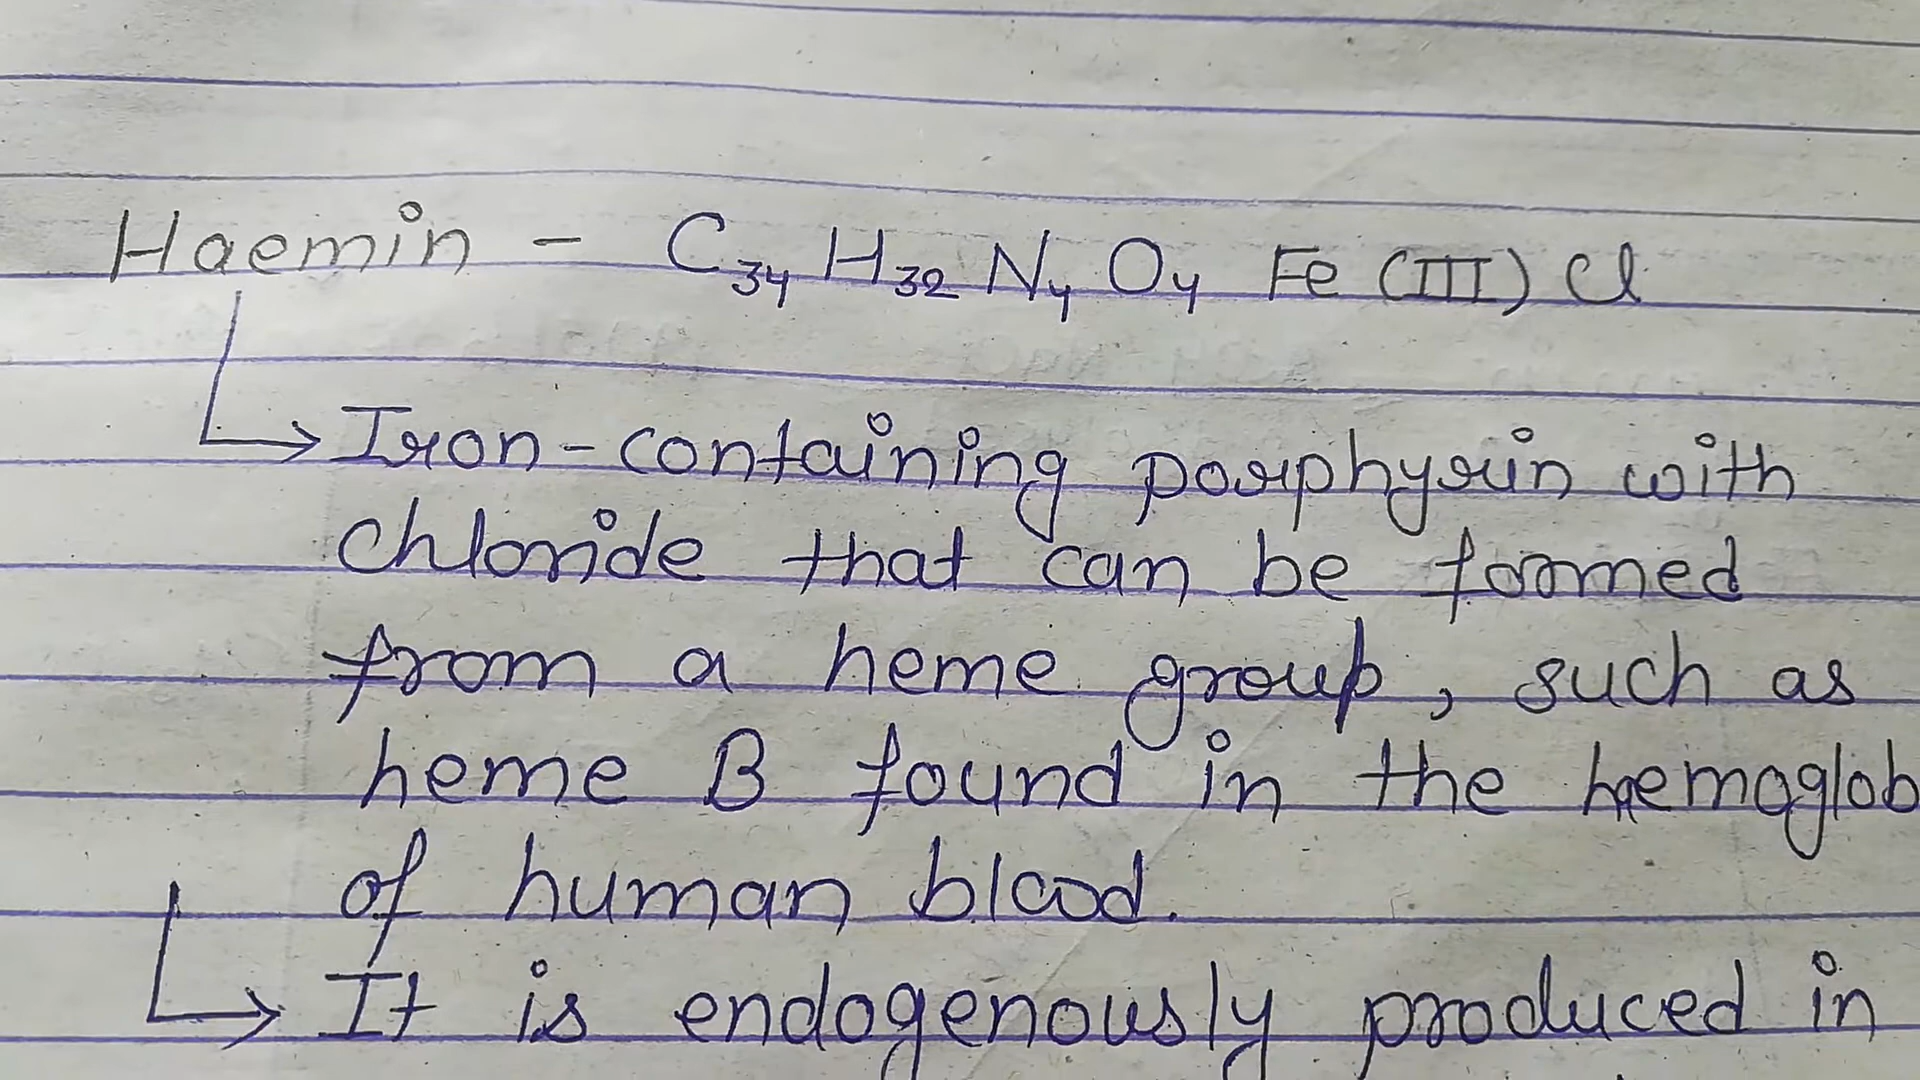 Haemin - C₃₄ H₃₂ N₄ O₄ Fe (III) Cl
Iron-containing porphyrin with
chloride that can be formed
from a heme group, such as
heme B found in the hemoglob
of human blood.
It is endogenously produced in